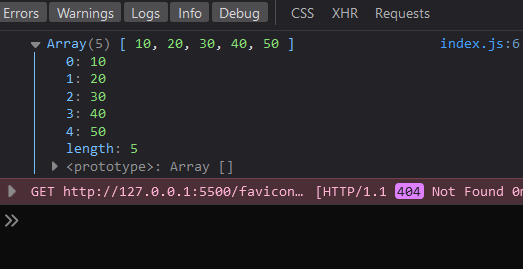 Errors Warnings Logs Info Debug CSS XHR Requests
Array(5) [ 10, 20, 30, 40, 50 ] index.js:6
0: 10
1: 20
2: 30
3: 40
4: 50
length: 5
<prototype>: Array []
GET http://127.0.0.1:5500/favicon… [HTTP/1.1 404 Not Found 0m